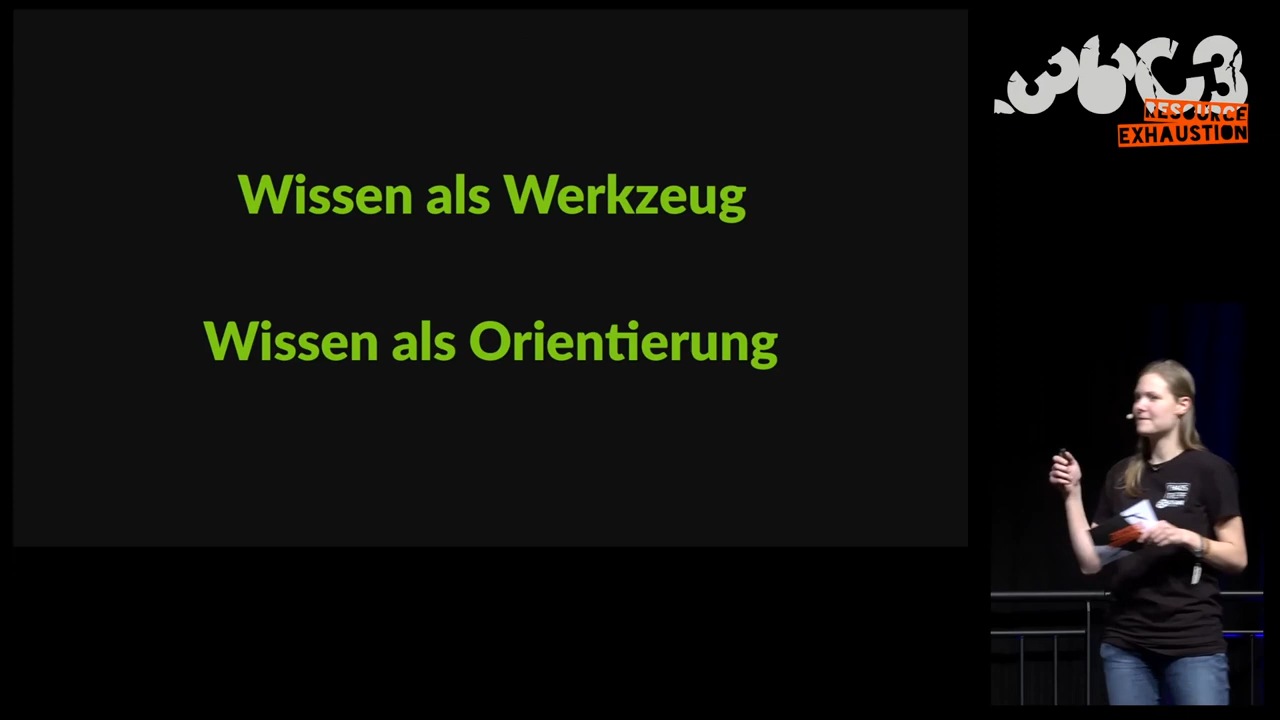 Wissen als Werkzeug
Wissen als Orientierung
36C3
RESOURCE
EXHAUSTION